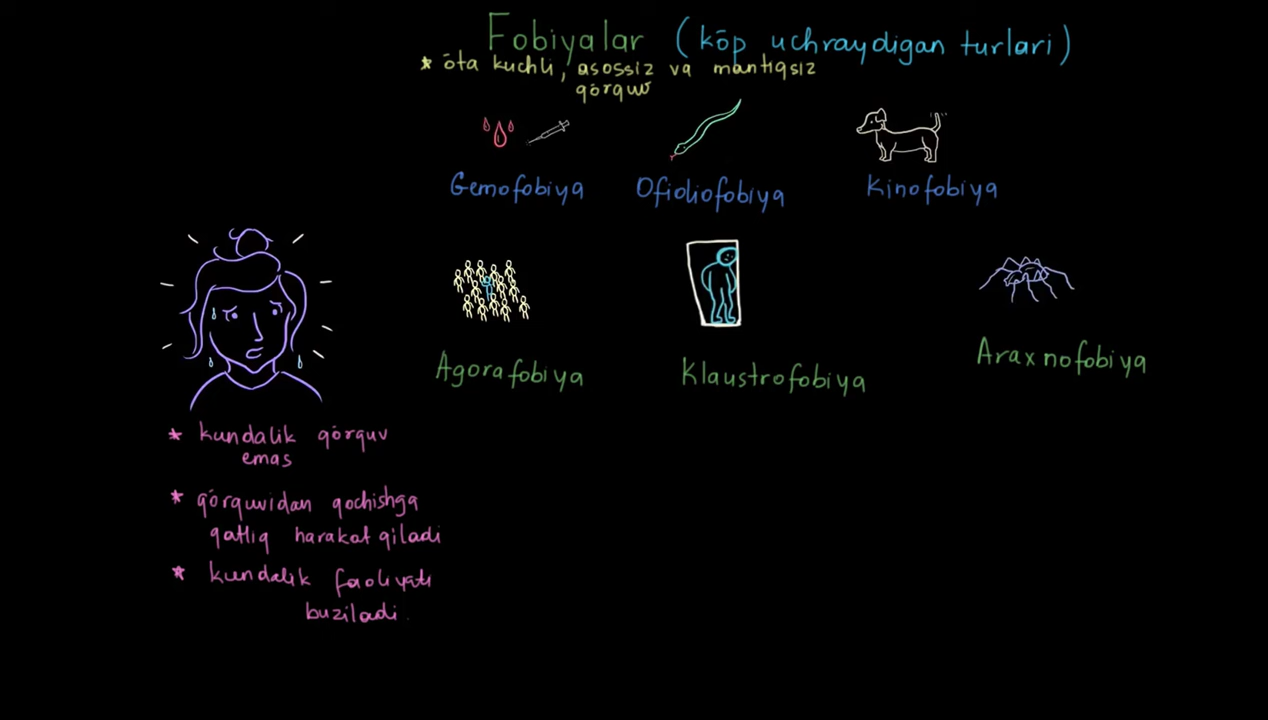 Fobiyalar (kōp uchraydigan turlari)
* ōta kuchli, asossiz va mantiqsiz
qōrquv
Gemofobiya
Ofidiofobiya
Kinofobiya
Agorafobiya
Klaustrofobiya
Araxnofobiya
* kundalik qōrquv
emas
* qōrquvidan qochishga
qattiq harakat qiladi
* kundalik faoliyati
buziladi.